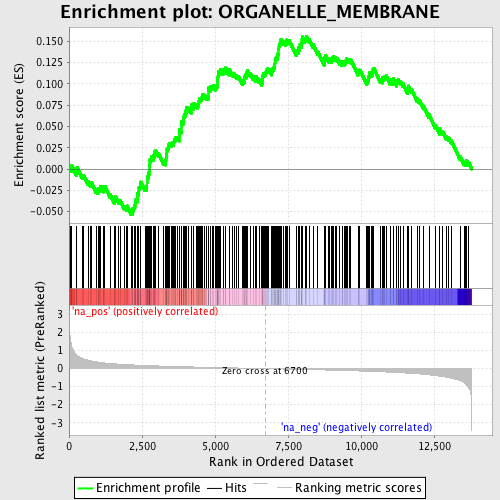 Enrichment plot: ORGANELLE_MEMBRANE
Enrichment score (ES)
0.150
0.125
0.100
0.075
0.050
0.025
0.000
-0.025
-0.050
'na_pos' (positively correlated)
Ranked list metric (PreRanked)
3
2
1
0
-1
-2
-3
Zero cross at 6700
'na_neg' (negatively correlated)
0
2,500
5,000
7,500
10,000
12,500
Rank in Ordered Dataset
Enrichment profile
Hits
Ranking metric scores